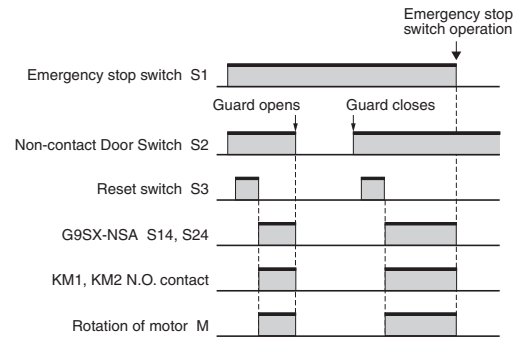 Emergency stop
switch operation
Emergency stop switch S1
Guard opens
Guard closes
Non-contact Door Switch S2
Reset switch S3
G9SX-NSA S14, S24
KM1, KM2 N.O. contact
Rotation of motor M